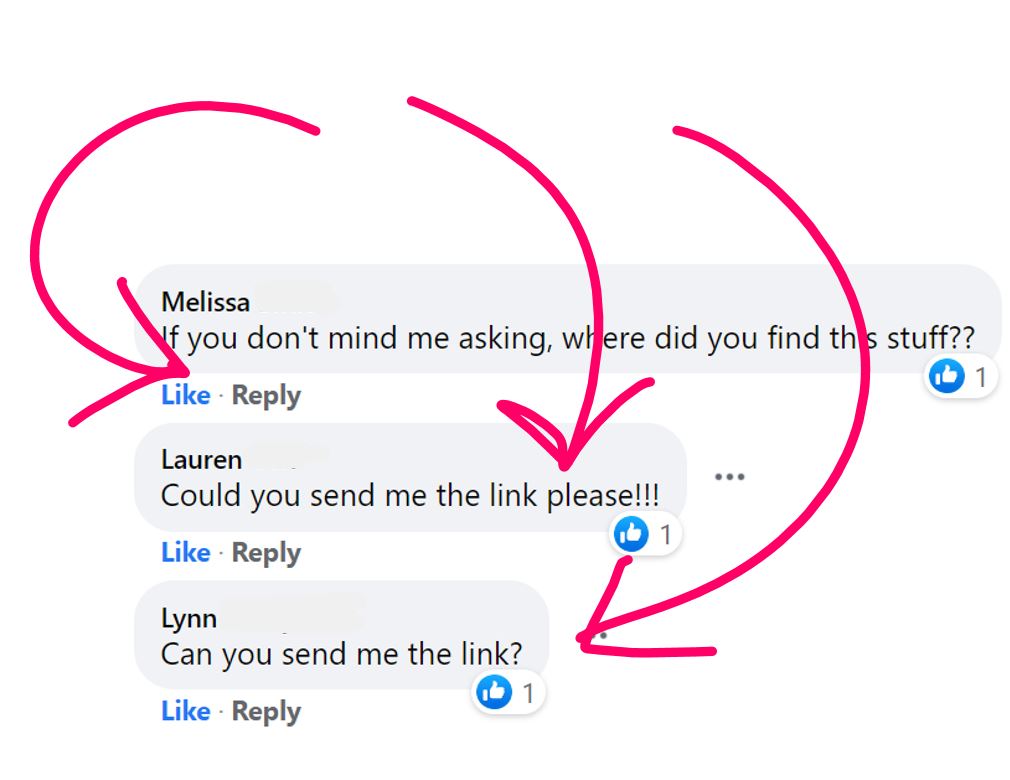 Melissa
If you don't mind me asking, where did you find this stuff??
Like · Reply
1
Lauren
Could you send me the link please!!!
Like · Reply
1
Lynn
Can you send me the link?
Like · Reply
1